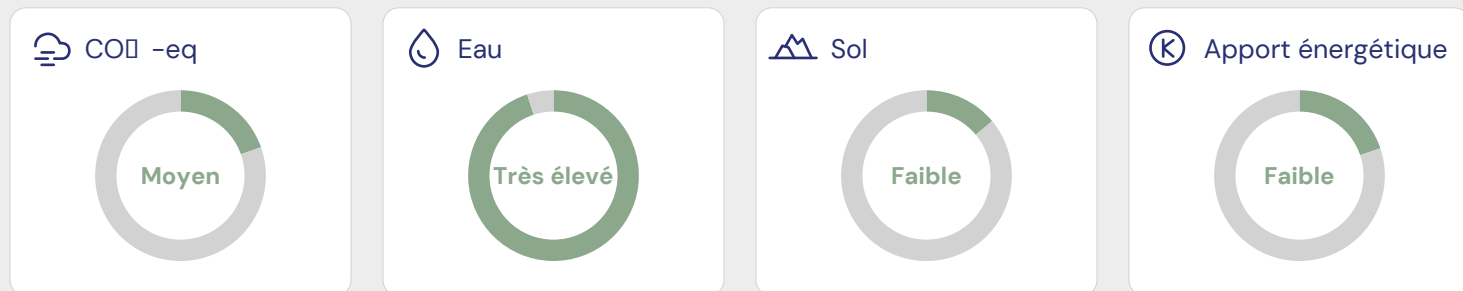 CO▯ -eq
Moyen
Eau
Très élevé
Sol
Faible
Apport énergétique
Faible